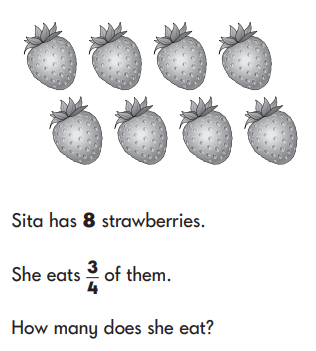 Sita has 8 strawberries.
She eats 3/4 of them.
How many does she eat?